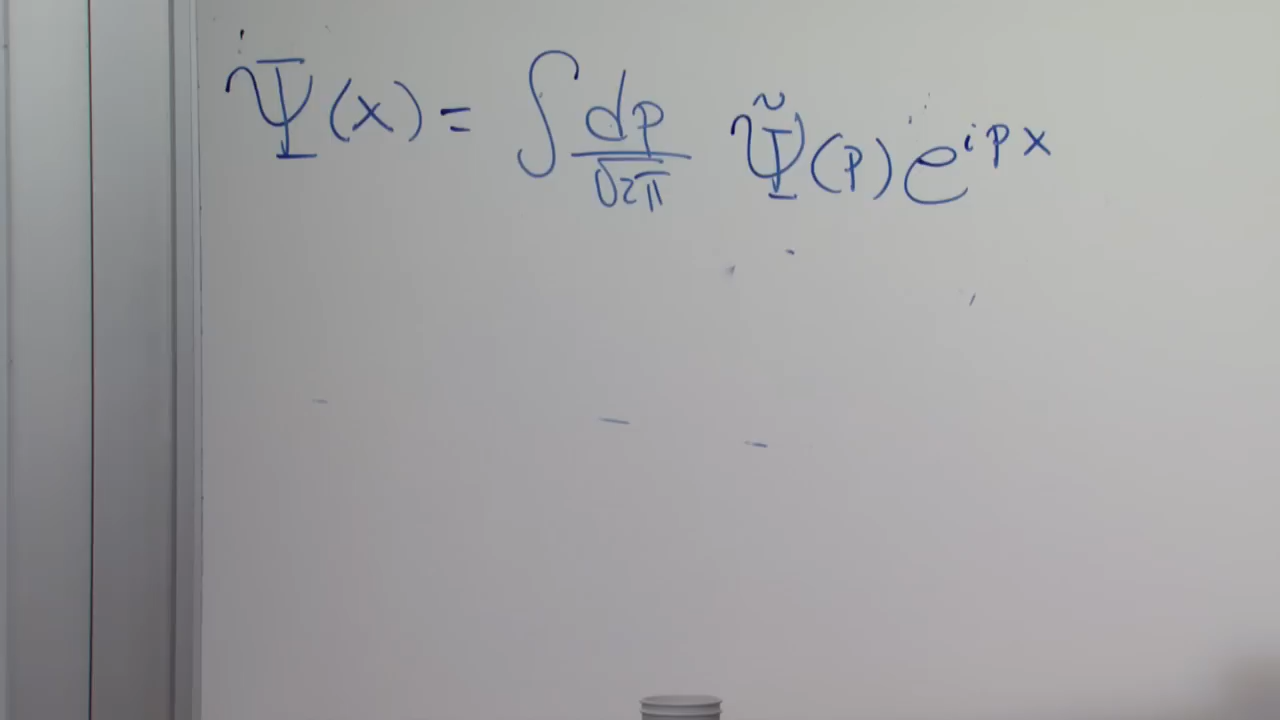 Ψ(x) = ∫ dp/√2π Ψ̃(p) e^{ipx}